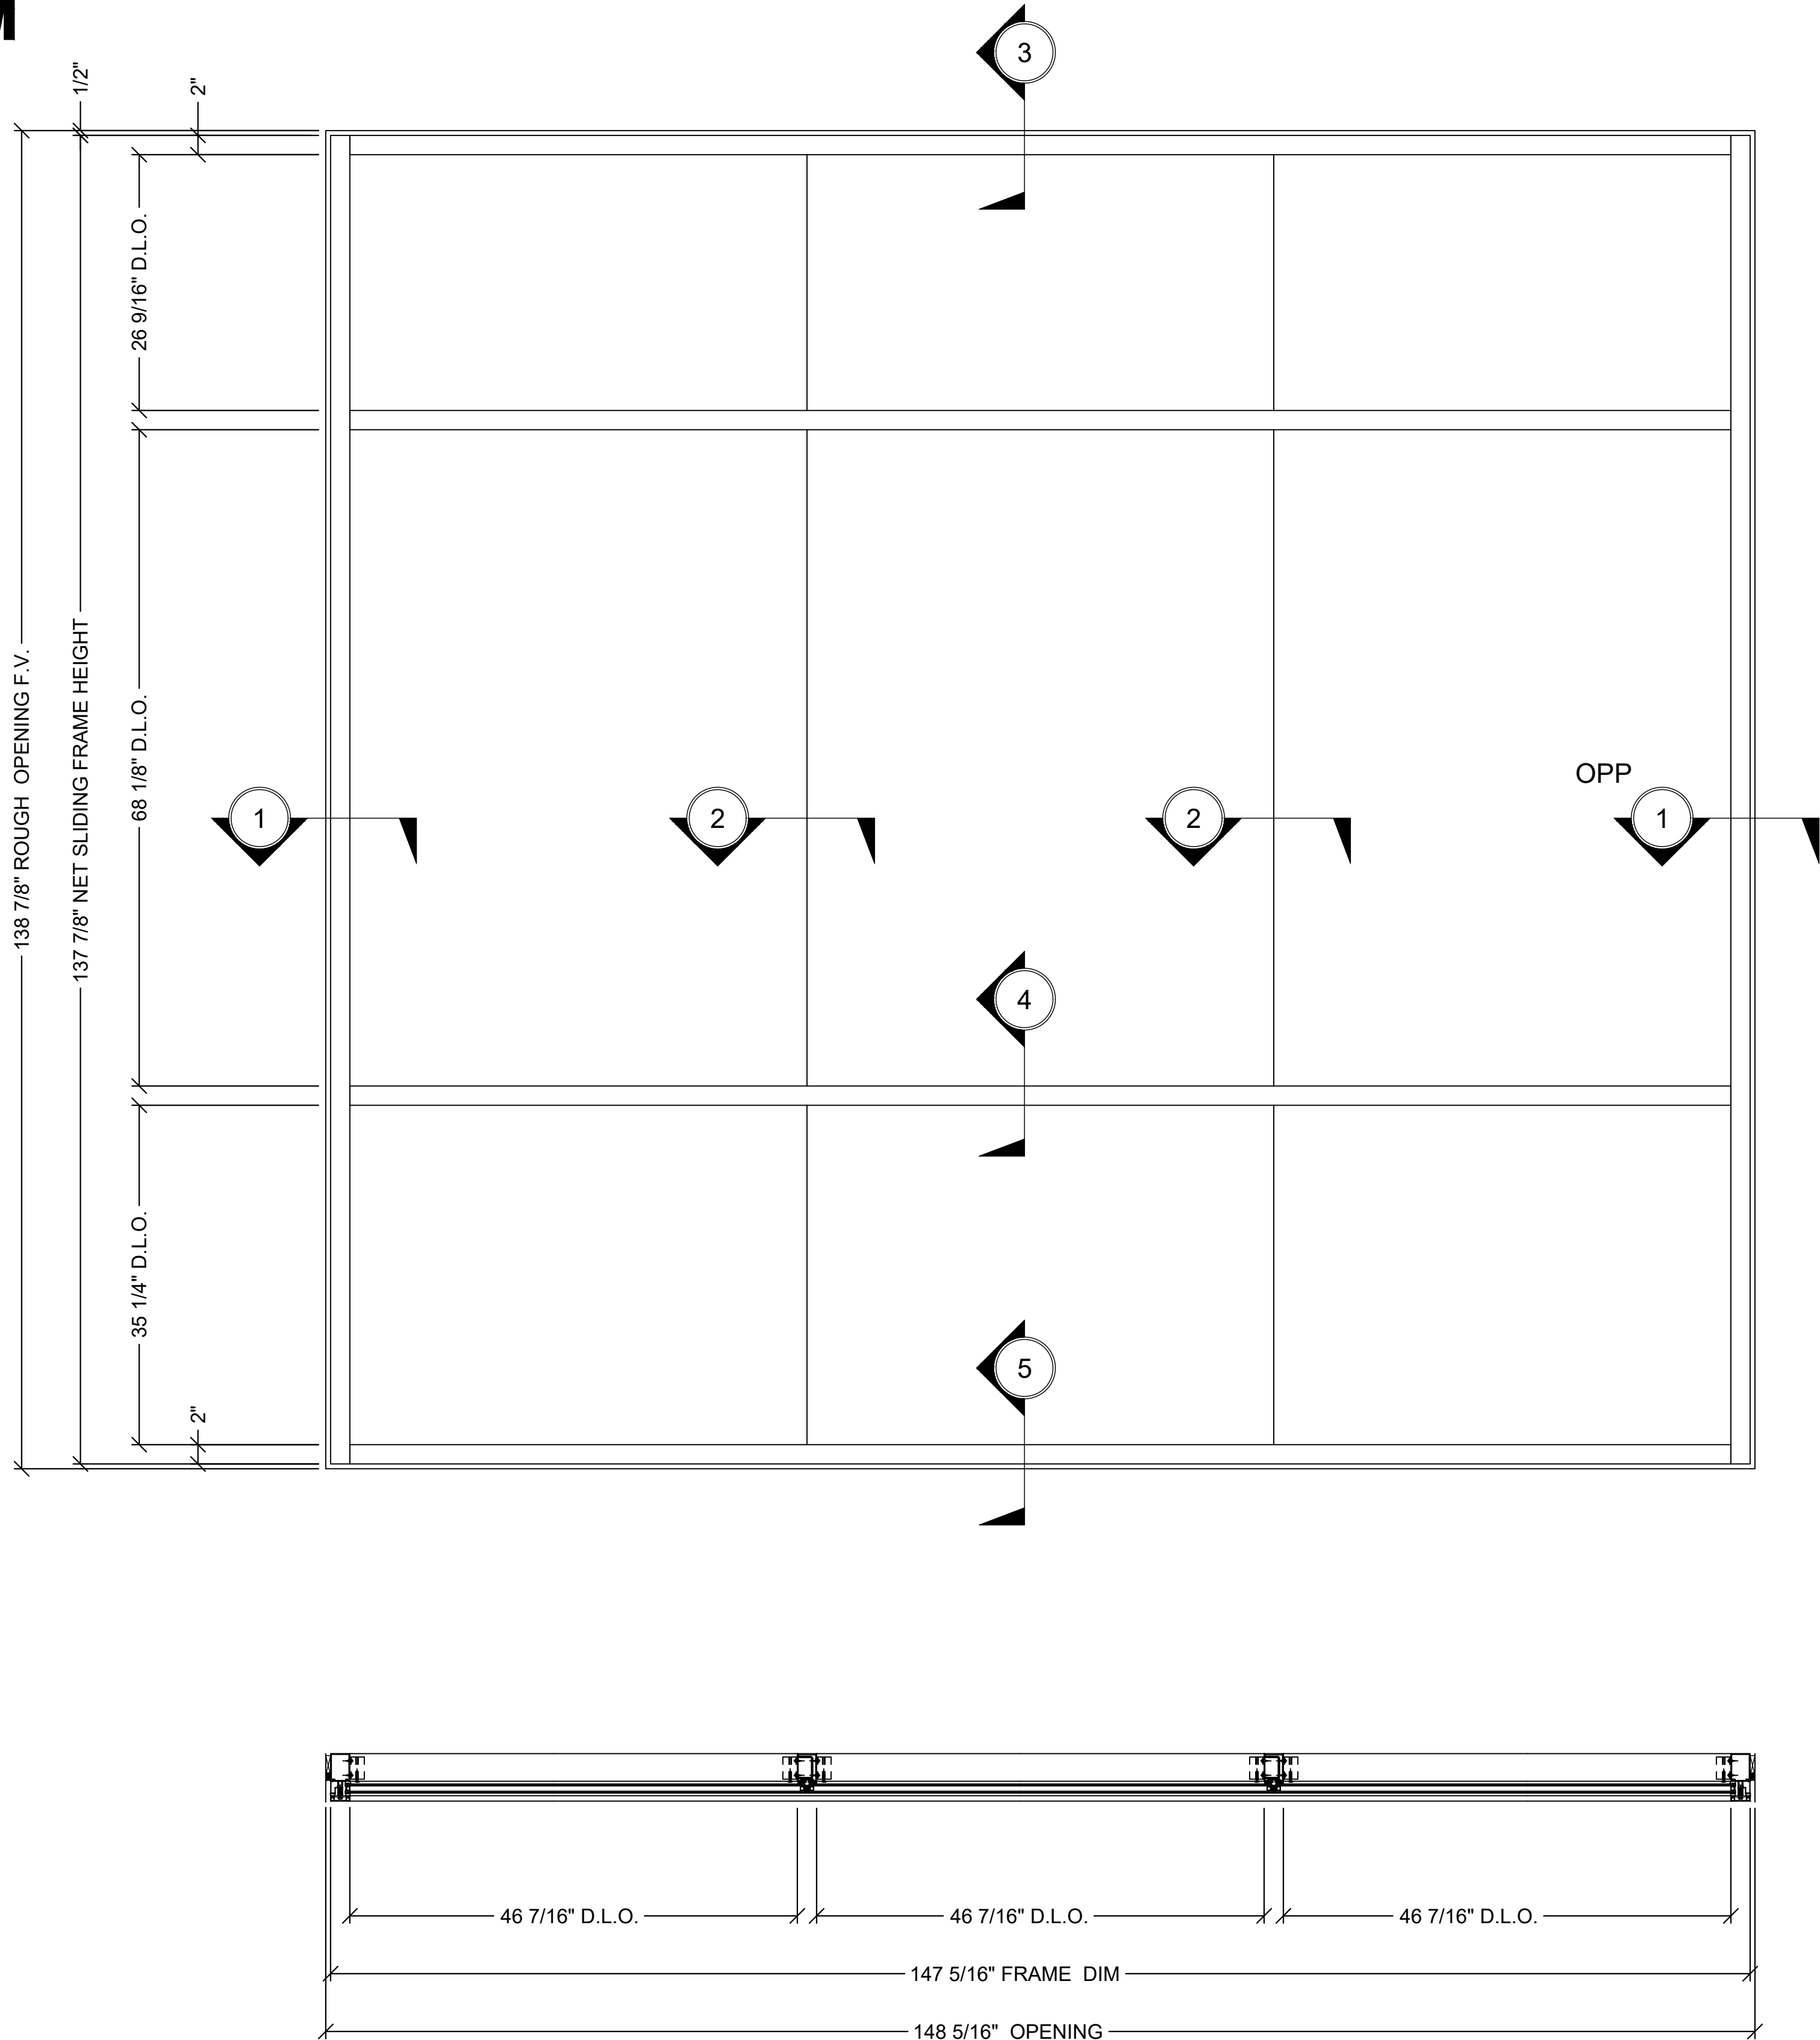 3
1/2"
2"
26 9/16" D.L.O.
138 7/8" ROUGH OPENING F.V.
137 7/8" NET SLIDING FRAME HEIGHT
68 1/8" D.L.O.
OPP
1
2
2
1
4
35 1/4" D.L.O.
5
2"
46 7/16" D.L.O.
46 7/16" D.L.O.
46 7/16" D.L.O.
147 5/16" FRAME DIM
148 5/16" OPENING